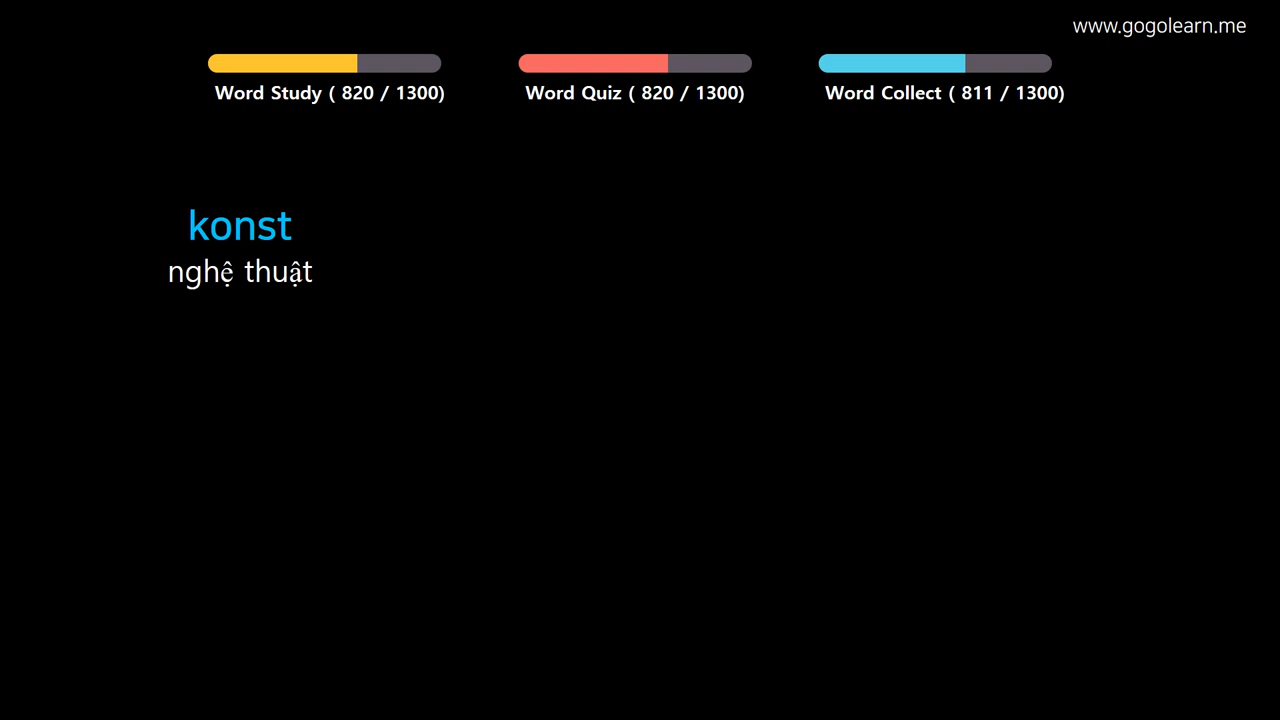 www.gogolearn.me
Word Study ( 820 / 1300)
Word Quiz ( 820 / 1300)
Word Collect ( 811 / 1300)
konst
nghệ thuật